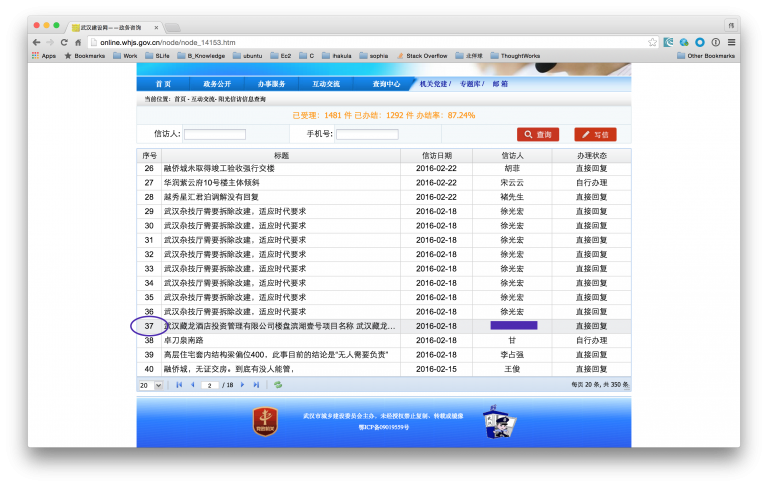 武汉建设网——政务咨询
伟
online.whjs.gov.cn/node/node_14153.htm
Apps Bookmarks Work SLife B_Knowledge ubuntu Ec2 C ihakula sophia Stack Overflow ThoughtWorks Other Bookmarks
首 页 政务公开 办事服务 互动交流 查询中心 机关党建/ 专题库/ 邮 箱
当前位置: 首页 - 互动交流- 阳光信访信息查询
已受理: 1481 件 已办结: 1292 件 办结率: 87.24%
信访人: 手机号: 查询 写信
序号 标题 信访日期 信访人 办理状态
26 融侨城未取得竣工验收强行交楼 2016-02-22 胡菲 直接回复
27 华润紫云府10号楼主体倾斜 2016-02-22 宋云云 自行办理
28 越秀星汇君泊调解没有回复 2016-02-22 褚先生 直接回复
29 武汉杂技厅需要拆除改建，适应时代要求 2016-02-18 徐光宏 直接回复
30 武汉杂技厅需要拆除改建，适应时代要求 2016-02-18 徐光宏 直接回复
31 武汉杂技厅需要拆除改建，适应时代要求 2016-02-18 徐光宏 直接回复
32 武汉杂技厅需要拆除改建，适应时代要求 2016-02-18 徐光宏 直接回复
33 武汉杂技厅需要拆除改建，适应时代要求 2016-02-18 徐光宏 直接回复
34 武汉杂技厅需要拆除改建，适应时代要求 2016-02-18 徐光宏 直接回复
35 武汉杂技厅需要拆除改建，适应时代要求 2016-02-18 徐光宏 直接回复
36 武汉杂技厅需要拆除改建，适应时代要求 2016-02-18 徐光宏 直接回复
37 武汉藏龙酒店投资管理有限公司楼盘滨湖壹号项目名称 武汉藏龙... 2016-02-18 直接回复
38 卓刀泉南路 2016-02-18 甘 自行办理
39 高层住宅套内结构梁偏位400，此事目前的结论是“无人需要负责” 2016-02-18 李占强 直接回复
40 融侨城，无证交房。到底有没人能管， 2016-02-15 王俊 直接回复
20 2 / 18 每页 20 条, 共 350 条
武汉市城乡建设委员会主办、未经授权禁止复制、转载或镜像
鄂ICP备09019559号